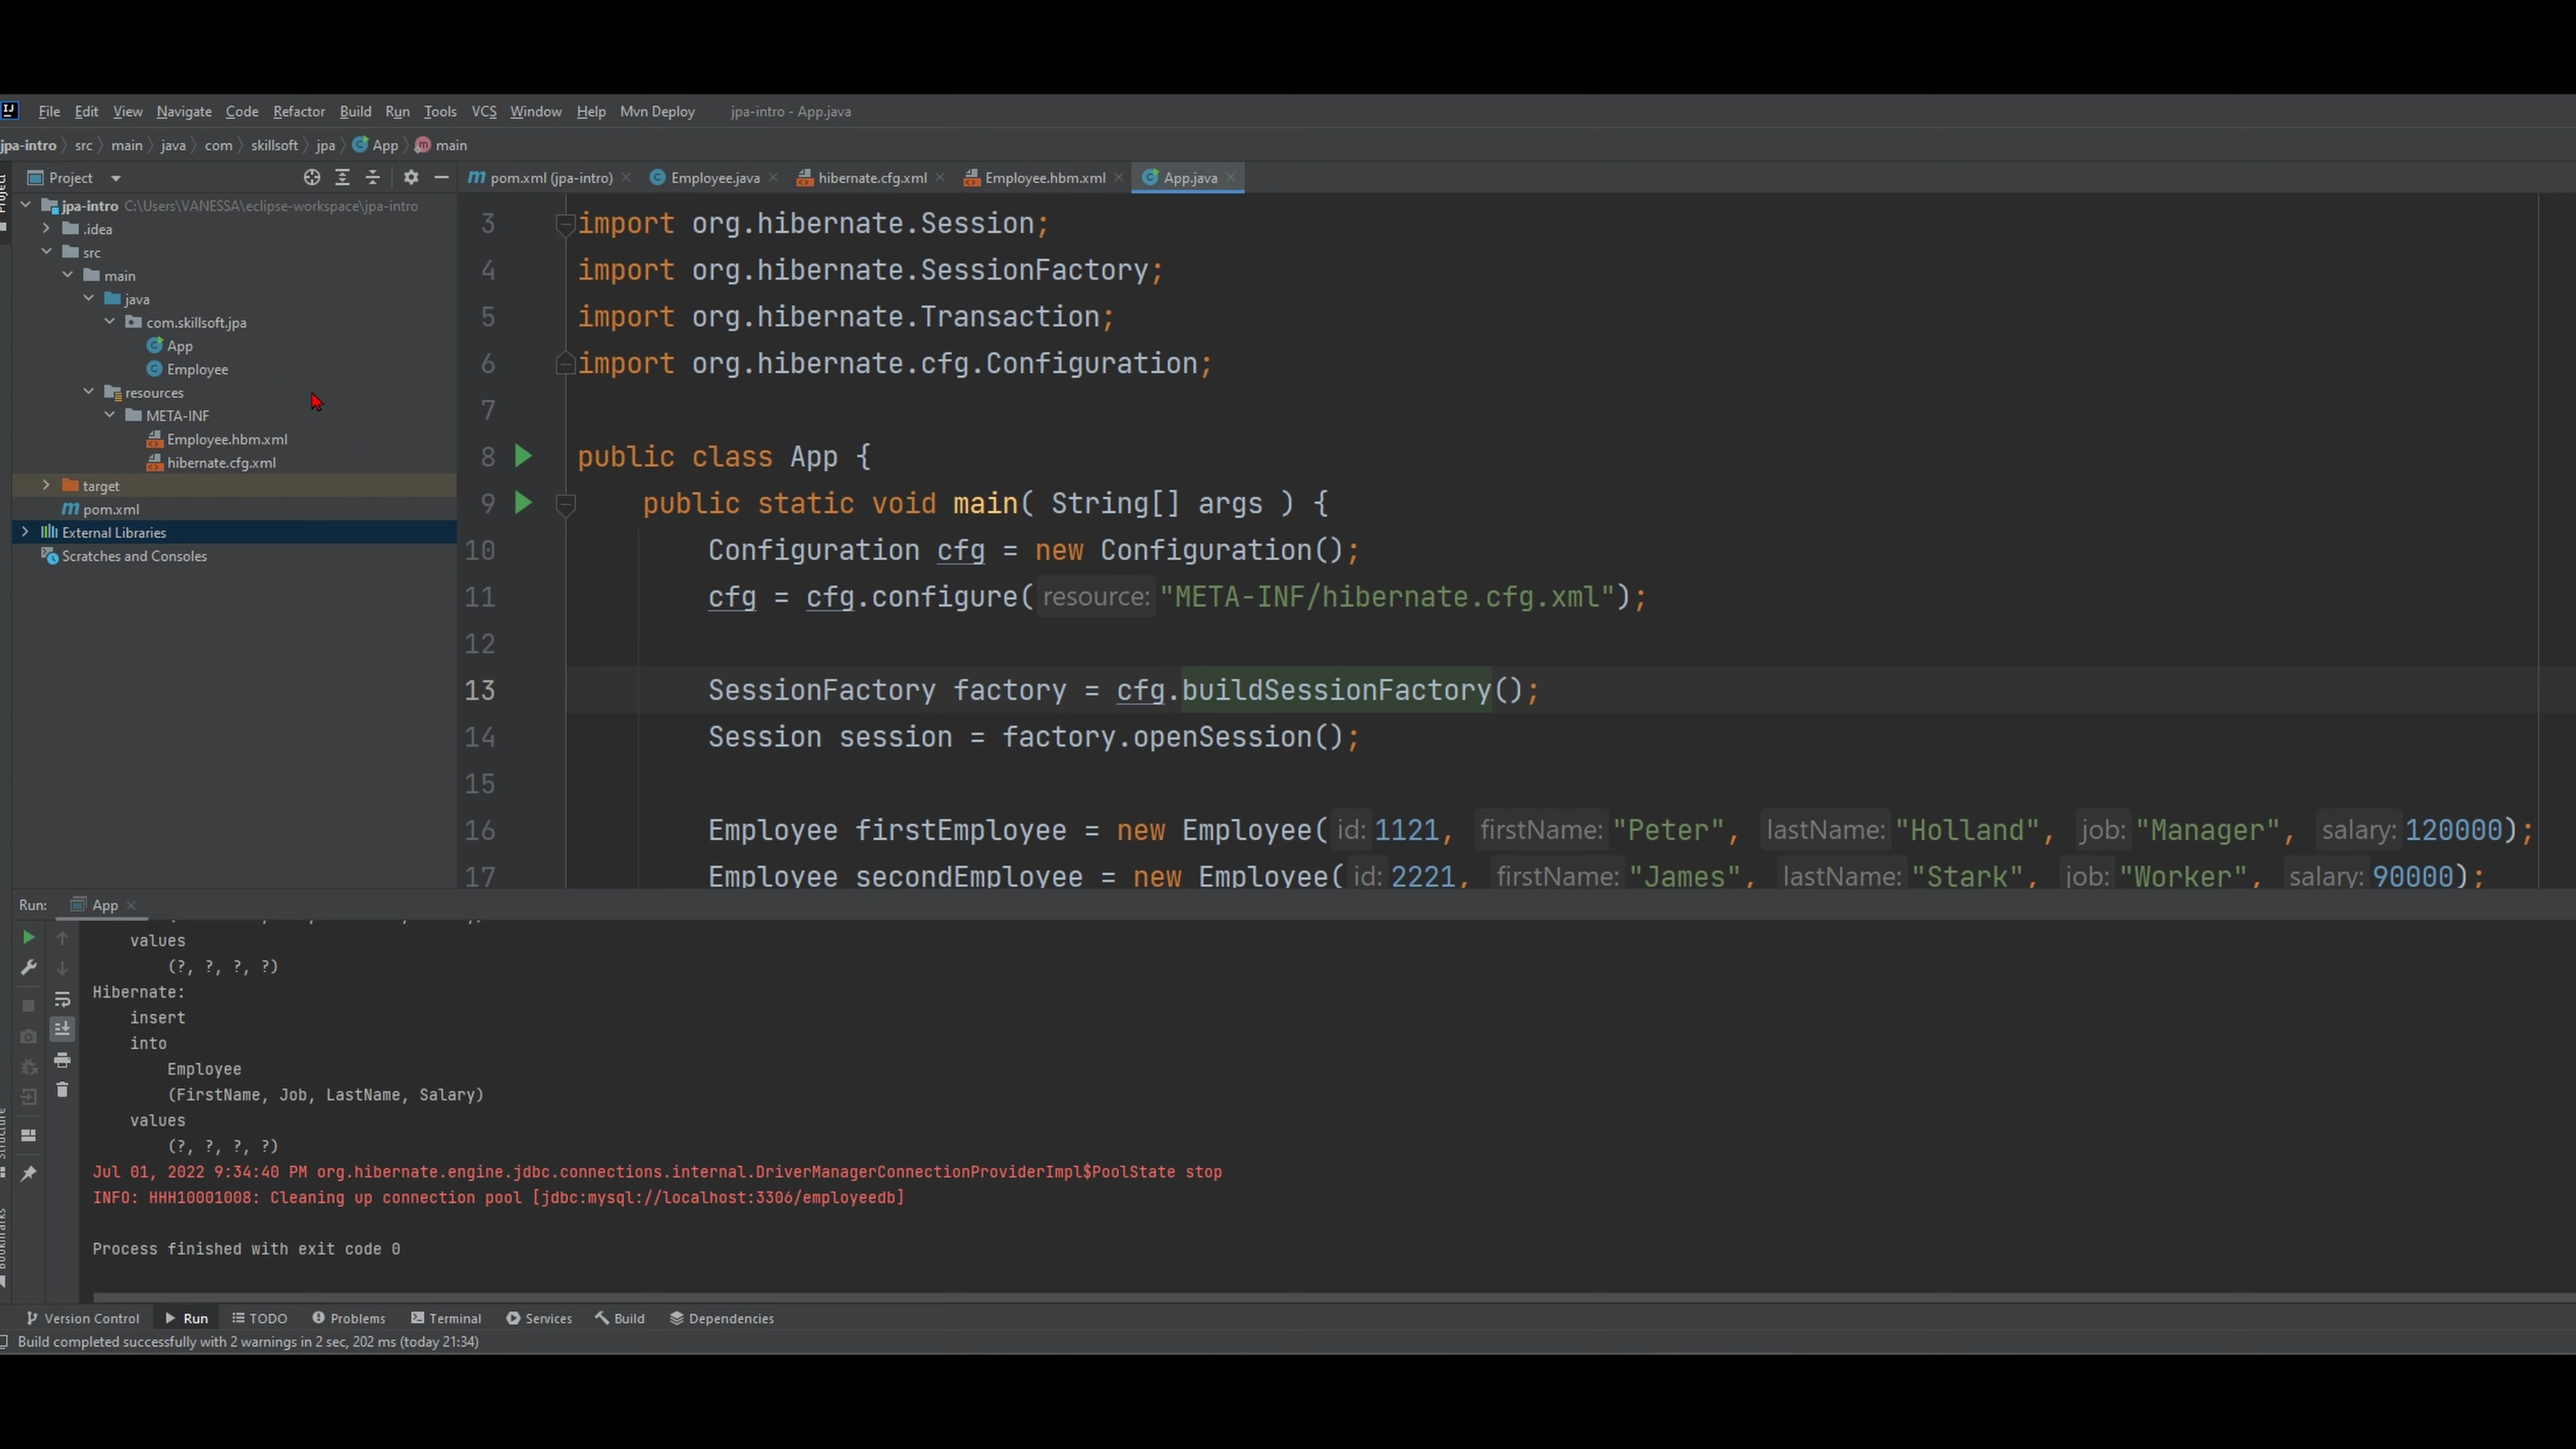 File Edit View Navigate Code Refactor Build Run Tools VCS Window Help Mvn Deploy jpa-intro - App.java
jpa-intro src main java com skillsoft jpa App main
Project
pom.xml (jpa-intro) Employee.java hibernate.cfg.xml Employee.hbm.xml App.java
Project
jpa-intro C:\Users\VANESSA\eclipse-workspace\jpa-intro
.idea
src
main
java
com.skillsoft.jpa
App
Employee
resources
META-INF
Employee.hbm.xml
hibernate.cfg.xml
target
pom.xml
External Libraries
Scratches and Consoles
3 import org.hibernate.Session;
4 import org.hibernate.SessionFactory;
5 import org.hibernate.Transaction;
6 import org.hibernate.cfg.Configuration;
7
8 public class App {
9 public static void main( String[] args ) {
10 Configuration cfg = new Configuration();
11 cfg = cfg.configure( resource: "META-INF/hibernate.cfg.xml");
12
13 SessionFactory factory = cfg.buildSessionFactory();
14 Session session = factory.openSession();
15
16 Employee firstEmployee = new Employee( id: 1121, firstName: "Peter", lastName: "Holland", job: "Manager", salary: 120000);
17 Employee secondEmployee = new Employee( id: 2221, firstName: "James", lastName: "Stark", job: "Worker", salary: 90000);
Run: App
values
(?, ?, ?, ?)
Hibernate:
insert
into
Employee
(FirstName, Job, LastName, Salary)
values
(?, ?, ?, ?)
Jul 01, 2022 9:34:40 PM org.hibernate.engine.jdbc.connections.internal.DriverManagerConnectionProviderImpl$PoolState stop
INFO: HHH10001008: Cleaning up connection pool [jdbc:mysql://localhost:3306/employeedb]
Process finished with exit code 0
Structure
Bookmarks
Version Control Run TODO Problems Terminal Services Build Dependencies
Build completed successfully with 2 warnings in 2 sec, 202 ms (today 21:34)